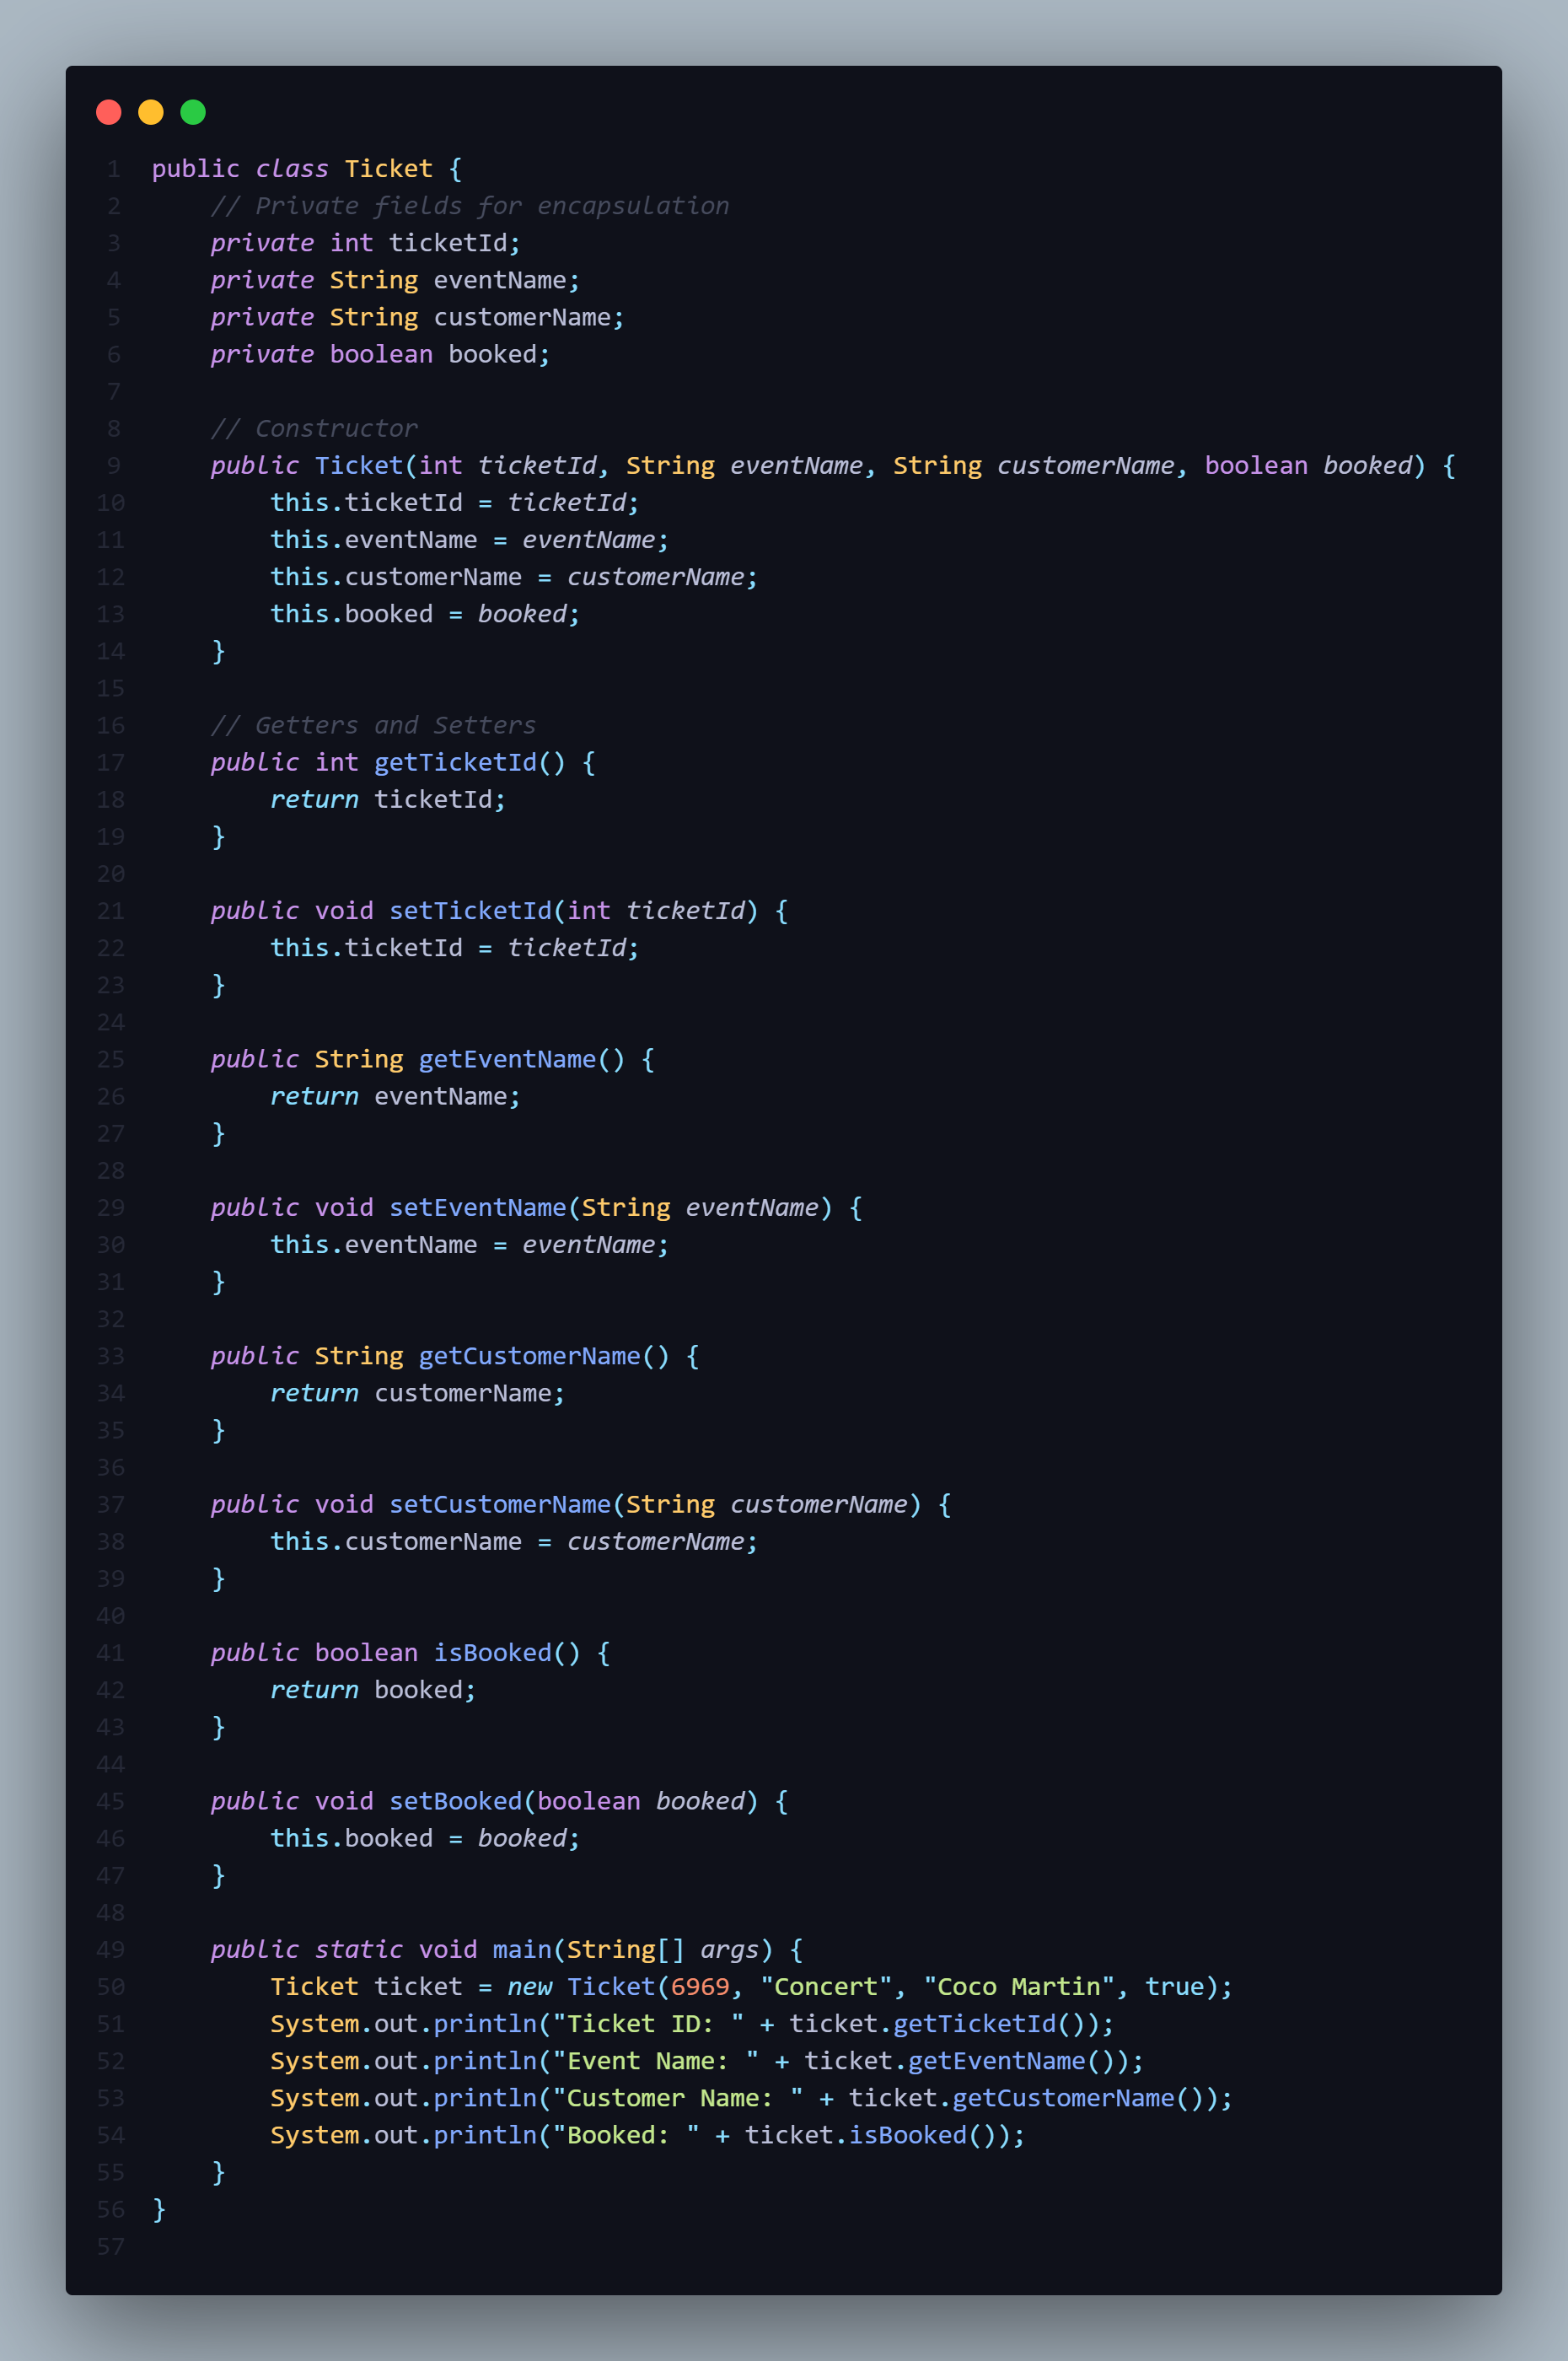 1 public class Ticket {
2     // Private fields for encapsulation
3     private int ticketId;
4     private String eventName;
5     private String customerName;
6     private boolean booked;
7
8     // Constructor
9     public Ticket(int ticketId, String eventName, String customerName, boolean booked) {
10         this.ticketId = ticketId;
11         this.eventName = eventName;
12         this.customerName = customerName;
13         this.booked = booked;
14     }
15
16     // Getters and Setters
17     public int getTicketId() {
18         return ticketId;
19     }
20
21     public void setTicketId(int ticketId) {
22         this.ticketId = ticketId;
23     }
24
25     public String getEventName() {
26         return eventName;
27     }
28
29     public void setEventName(String eventName) {
30         this.eventName = eventName;
31     }
32
33     public String getCustomerName() {
34         return customerName;
35     }
36
37     public void setCustomerName(String customerName) {
38         this.customerName = customerName;
39     }
40
41     public boolean isBooked() {
42         return booked;
43     }
44
45     public void setBooked(boolean booked) {
46         this.booked = booked;
47     }
48
49     public static void main(String[] args) {
50         Ticket ticket = new Ticket(6969, "Concert", "Coco Martin", true);
51         System.out.println("Ticket ID: " + ticket.getTicketId());
52         System.out.println("Event Name: " + ticket.getEventName());
53         System.out.println("Customer Name: " + ticket.getCustomerName());
54         System.out.println("Booked: " + ticket.isBooked());
55     }
56 }
57